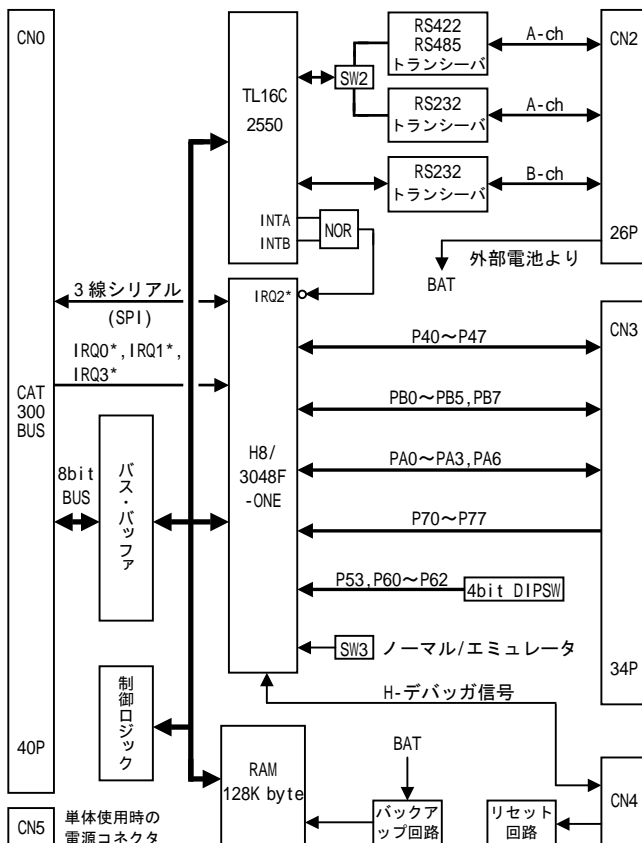 CN0
CAT
300
BUS
40P
CN5
単体使用時の
電源コネクタ
3線シリアル
(SPI)
IRQ0*,IRQ1*,
IRQ3*
8bit
BUS
バス・バッファ
制御ロジック
TL16C
2550
INTA
INTB
NOR
SW2
RS422
RS485
トランシーバ
A-ch
RS232
トランシーバ
A-ch
RS232
トランシーバ
B-ch
CN2
26P
外部電池より
BAT
IRQ2*
H8/
3048F
-ONE
P40〜P47
PB0〜PB5,PB7
PA0〜PA3,PA6
P70〜P77
P53,P60〜P62
4bit DIPSW
SW3
ノーマル/エミュレータ
H-デバッガ信号
CN3
34P
RAM
128K byte
BAT
バックア
ップ回路
リセット
回路
CN4